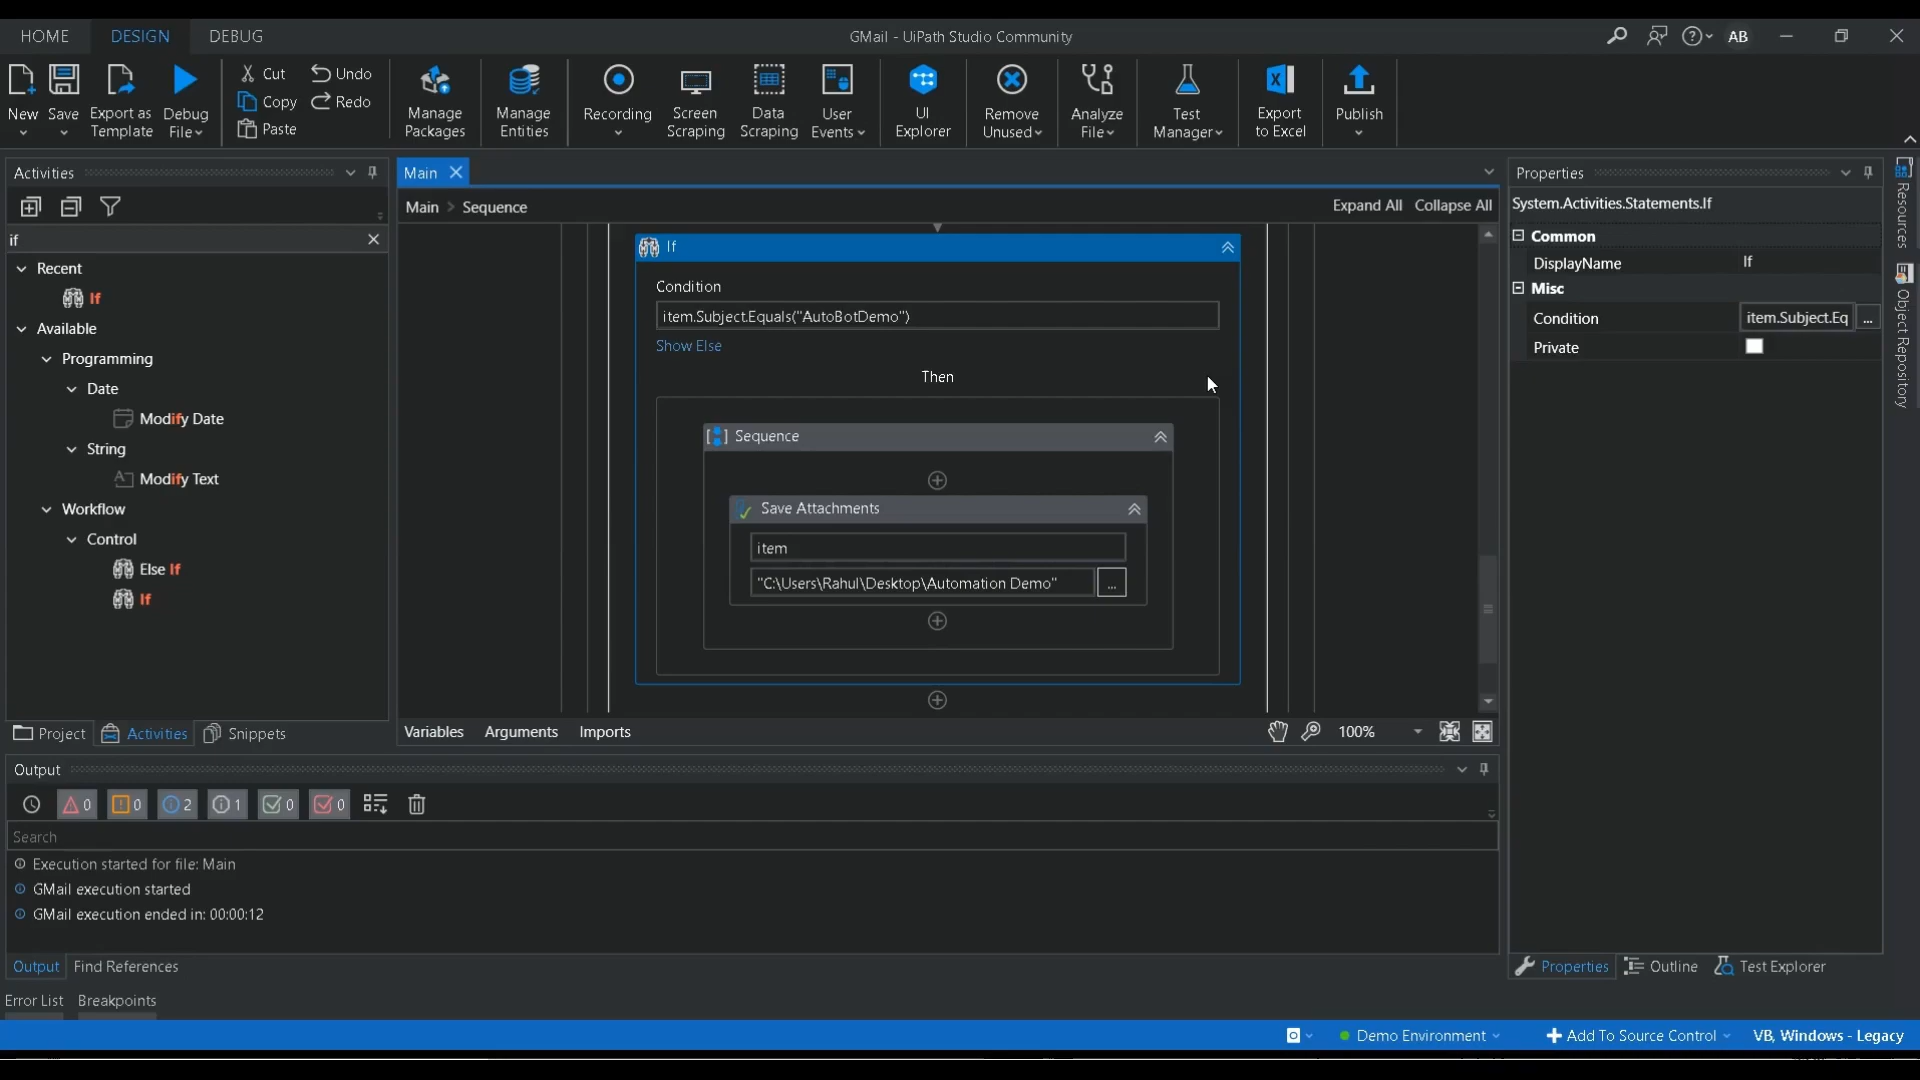 HOME DESIGN DEBUG GMail - UiPath Studio Community AB
New Save Export as Template Debug File Cut Copy Paste Undo Redo Manage Packages Manage Entities Recording Screen Scraping Data Scraping User Events UI Explorer Remove Unused Analyze File Test Manager Export to Excel Publish
Activities
if
Recent
If
Available
Programming
Date
Modify Date
String
Modify Text
Workflow
Control
Else If
If
Project Activities Snippets
Main
Main > Sequence Expand All Collapse All
If
Condition
item.Subject.Equals("AutoBotDemo")
Show Else
Then
Sequence
Save Attachments
item
"C:\Users\Rahul\Desktop\Automation Demo" ...
Variables Arguments Imports 100%
Properties
System.Activities.Statements.If
Common
DisplayName If
Misc
Condition item.Subject.Eq ...
Private
Resources
Object Repository
Output
0 0 2 1 0 0
Search
Execution started for file: Main
GMail execution started
GMail execution ended in: 00:00:12
Output Find References
Properties Outline Test Explorer
Error List Breakpoints
Demo Environment Add To Source Control VB, Windows - Legacy